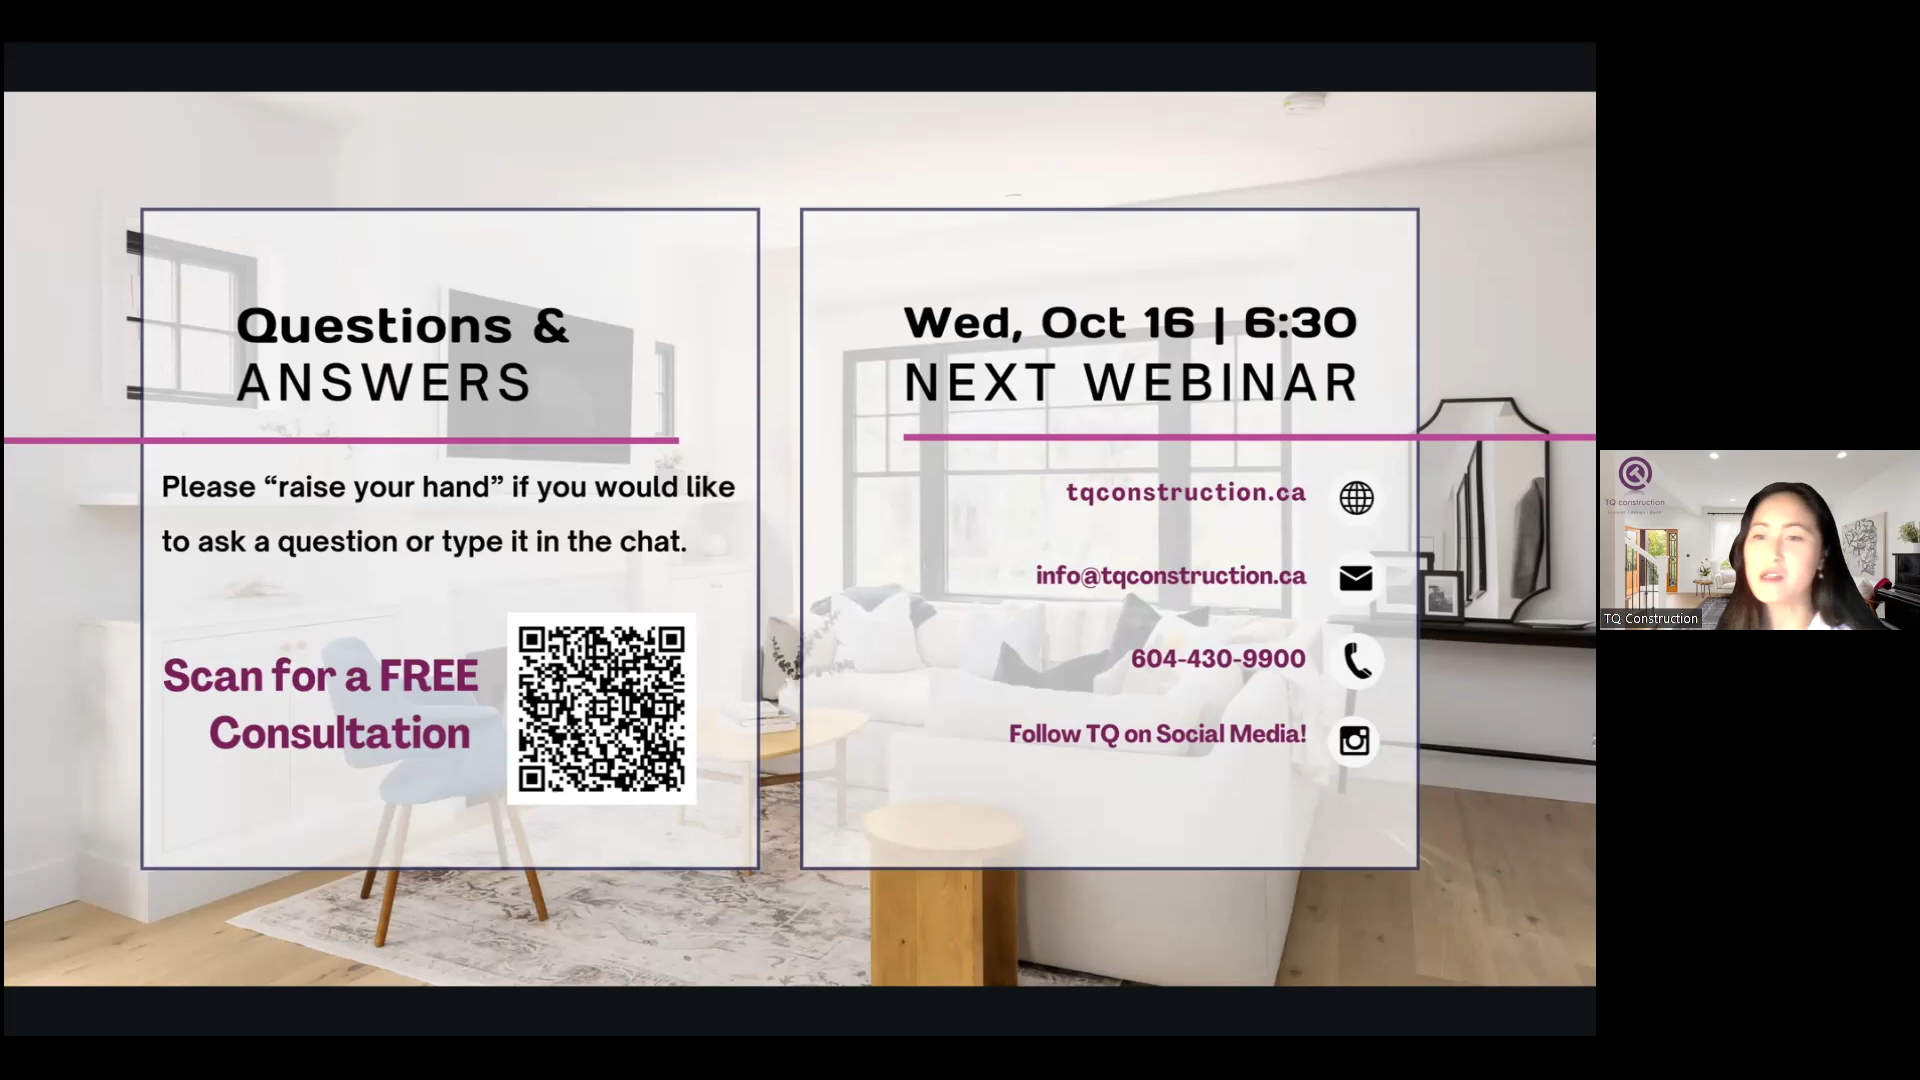 Questions &
ANSWERS
Please “raise your hand” if you would like
to ask a question or type it in the chat.
Scan for a FREE
Consultation
Wed, Oct 16 | 6:30
NEXT WEBINAR
tqconstruction.ca
info@tqconstruction.ca
604-430-9900
Follow TQ on Social Media!
TQ construction
TQ Construction